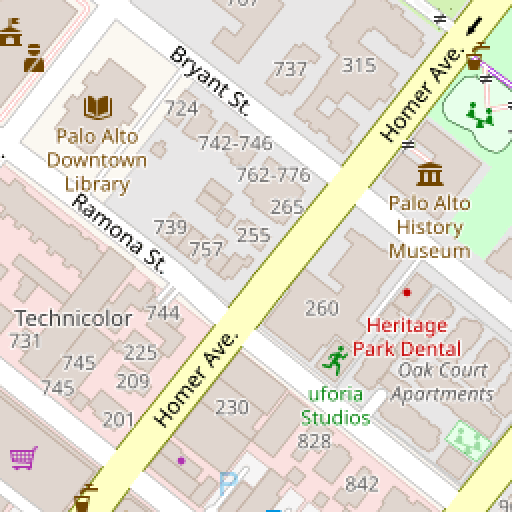 767
737
315
Bryant St.
Homer Ave.
724
742-746
Palo Alto
Downtown
Library
762-776
265
Palo Alto
History
Museum
Ramona St.
739
255
757
744
260
Technicolor
Heritage
Park Dental
731
745
225
Oak Court
Apartments
745
209
Homer Ave.
uforia
Studios
201
230
828
P
842